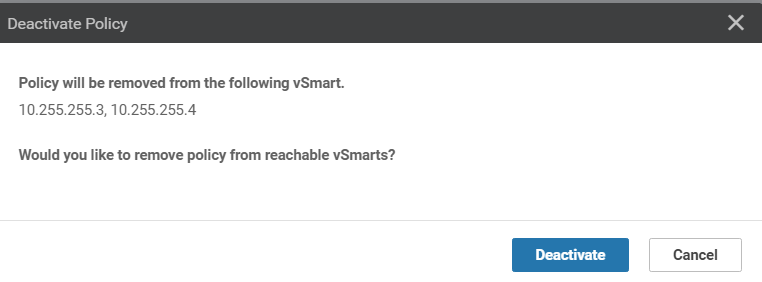 Deactivate Policy
Policy will be removed from the following vSmart.
10.255.255.3, 10.255.255.4
Would you like to remove policy from reachable vSmarts?
Deactivate Cancel